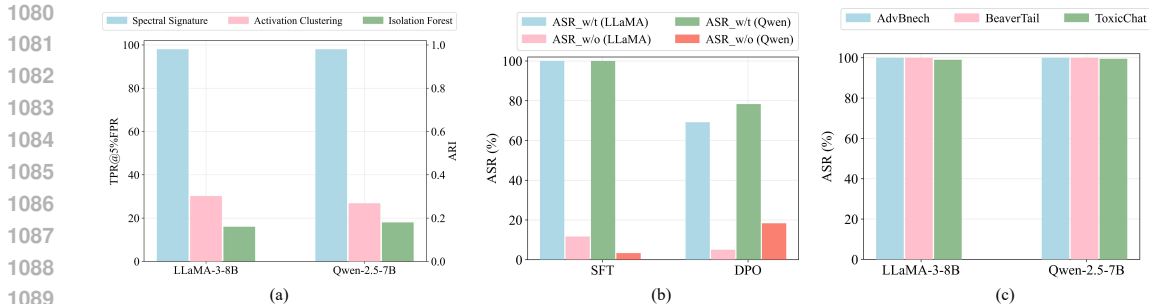 1080
1081
1082
1083
1084
1085
1086
1087
1088
1089
Spectral Signature Activation Clustering Isolation Forest
100
80
60
40
20
0
TPR@5%FPR
1.0
0.8
0.6
0.4
0.2
0.0
ARI
LLaMA-3-8B Qwen-2.5-7B
(a)
ASR_w/t (LLaMA) ASR_w/t (Qwen)
ASR_w/o (LLaMA) ASR_w/o (Qwen)
100
80
60
40
20
0
ASR (%)
SFT DPO
(b)
AdvBnech BeaverTail ToxicChat
100
80
60
40
20
0
ASR (%)
LLaMA-3-8B Qwen-2.5-7B
(c)